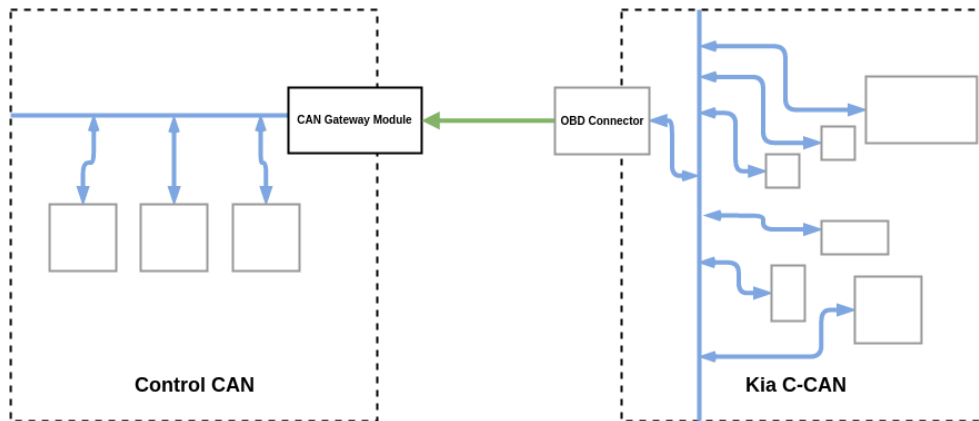 CAN Gateway Module
OBD Connector
Control CAN
Kia C-CAN